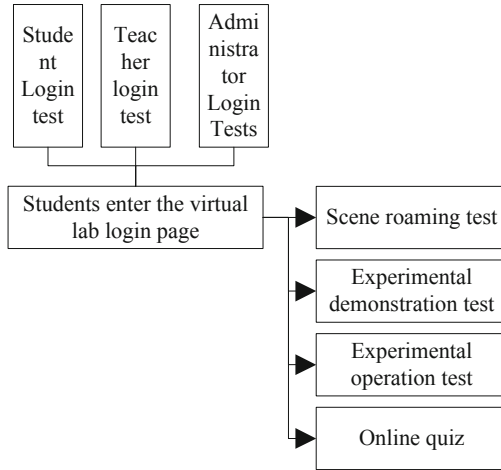 Stude
nt
Login
test
Teac
her
login
test
Admi
nistra
tor
Login
Tests
Students enter the virtual
lab login page
Scene roaming test
Experimental
demonstration test
Experimental
operation test
Online quiz